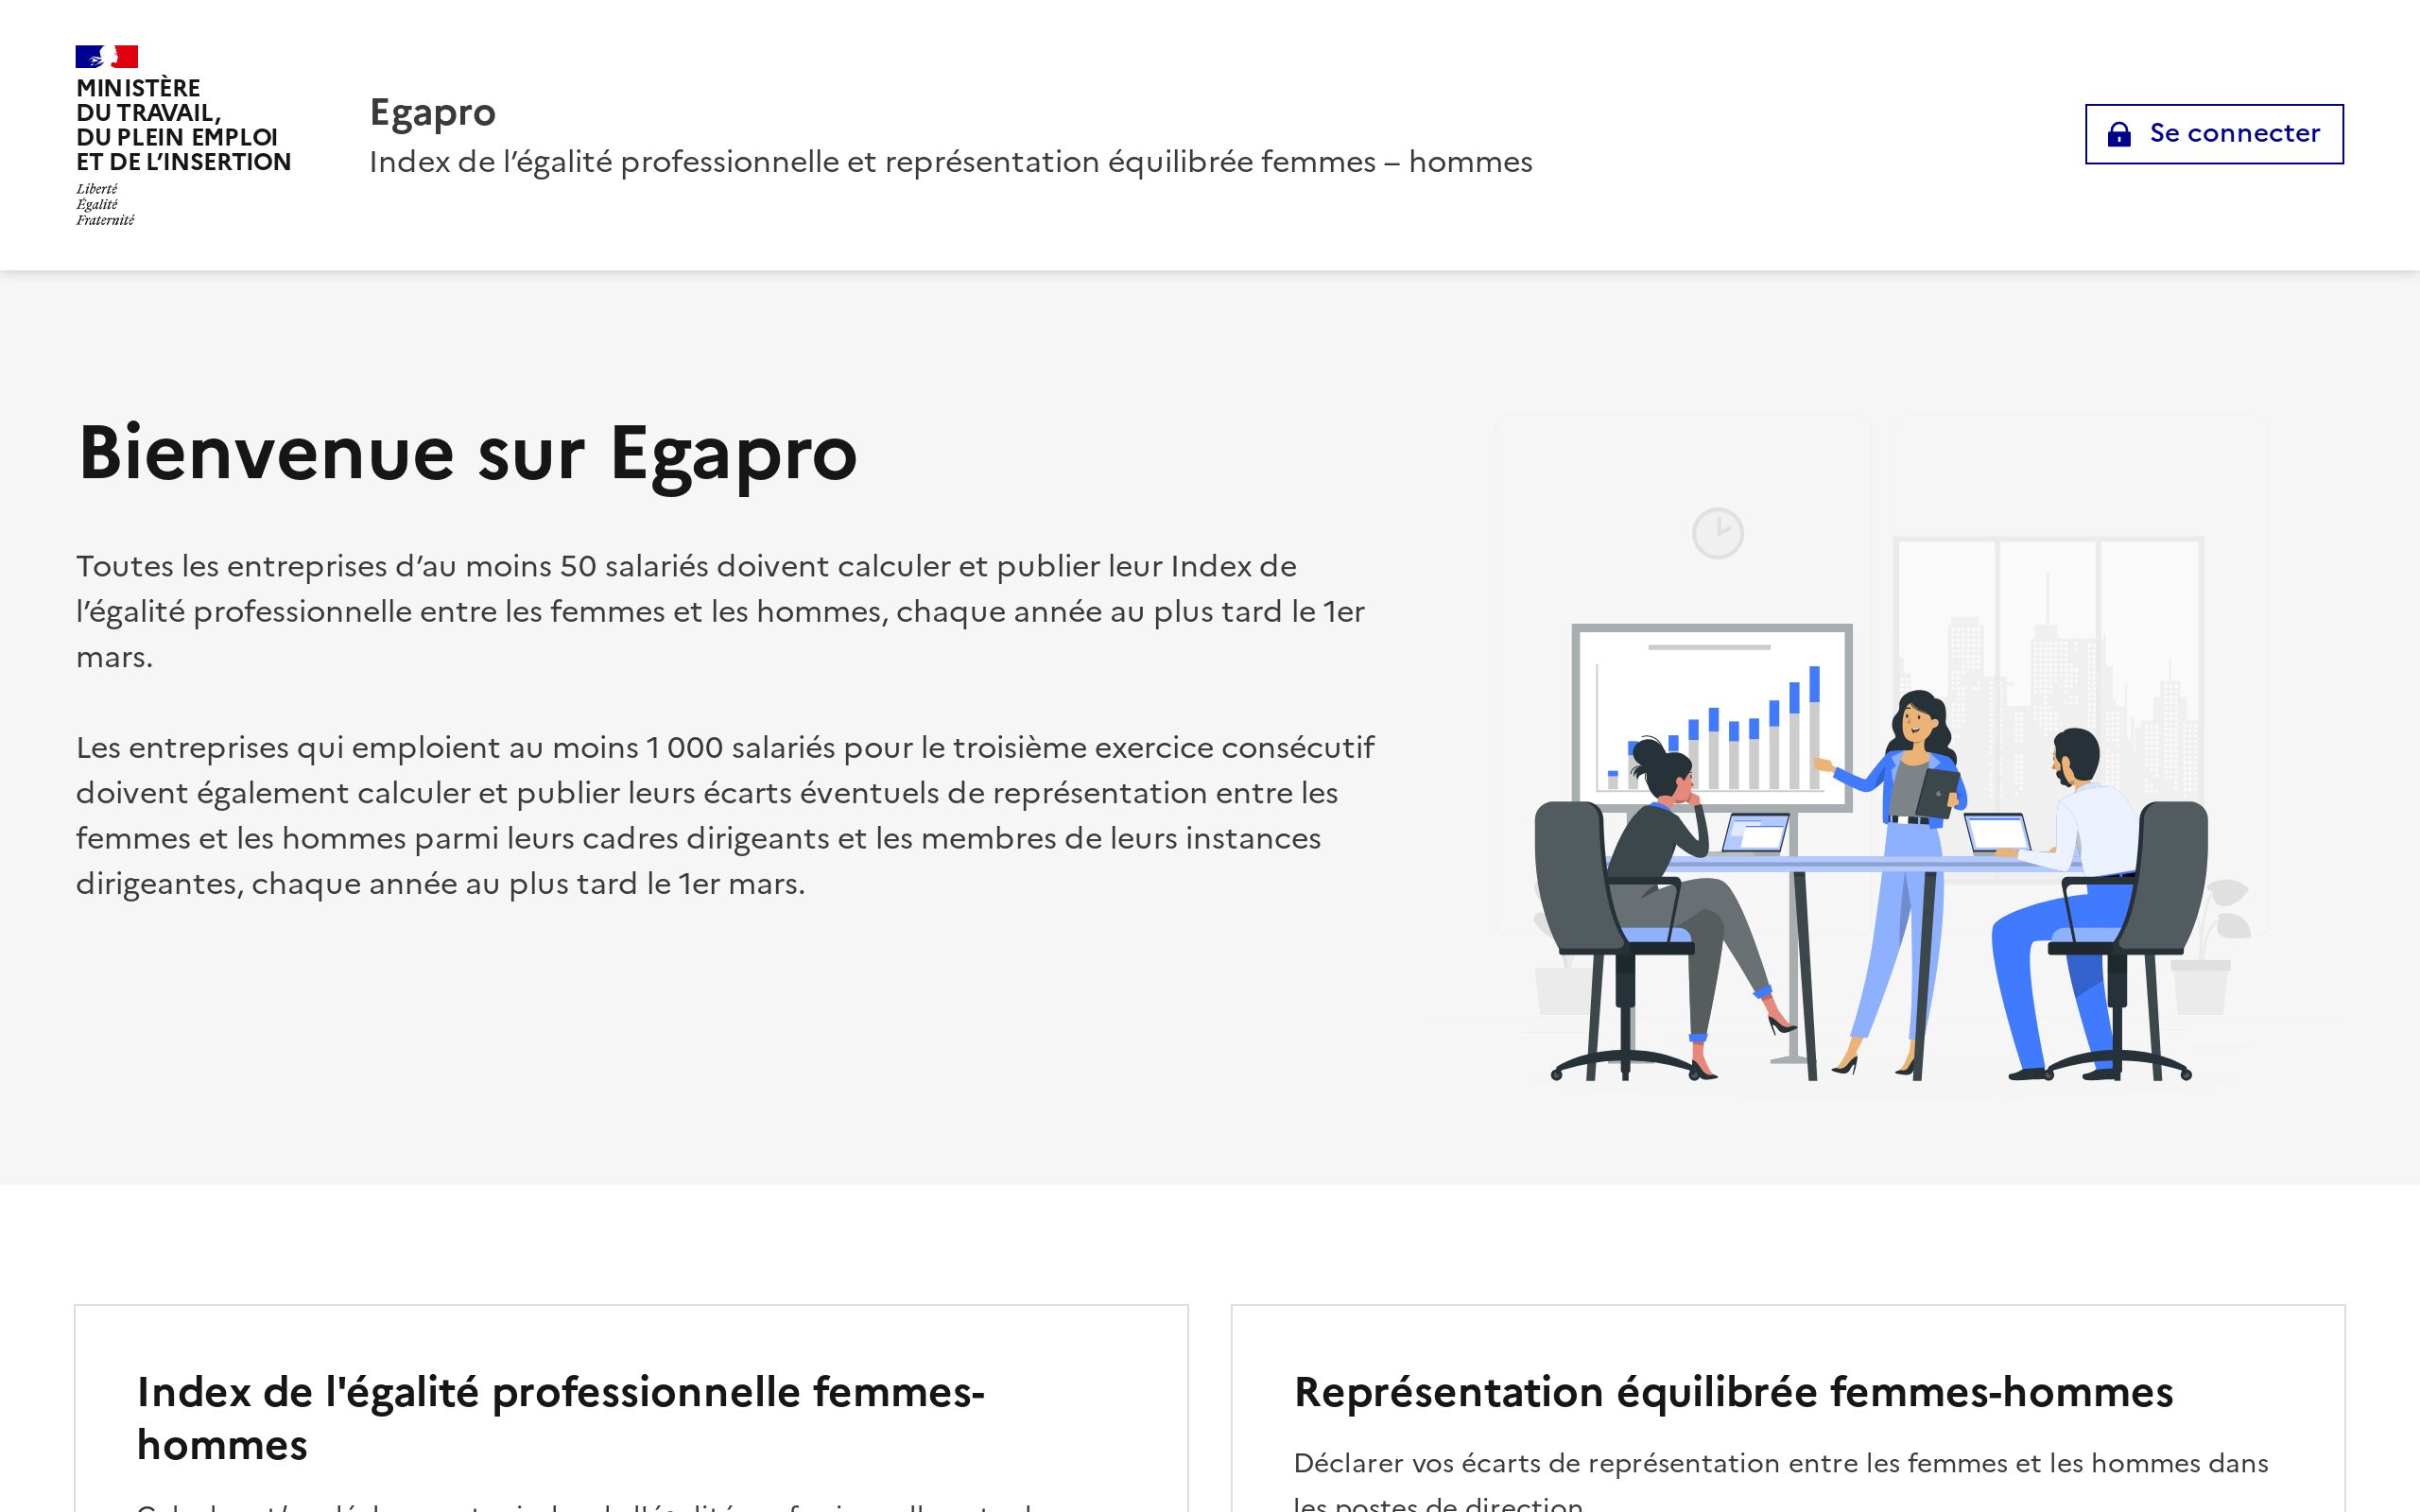 MINISTÈRE
DU TRAVAIL,
DU PLEIN EMPLOI
ET DE L’INSERTION
Liberté
Égalité
Fraternité
Egapro
Index de l’égalité professionnelle et représentation équilibrée femmes – hommes
Se connecter
Bienvenue sur Egapro
Toutes les entreprises d’au moins 50 salariés doivent calculer et publier leur Index de
l’égalité professionnelle entre les femmes et les hommes, chaque année au plus tard le 1er
mars.
Les entreprises qui emploient au moins 1 000 salariés pour le troisième exercice consécutif
doivent également calculer et publier leurs écarts éventuels de représentation entre les
femmes et les hommes parmi leurs cadres dirigeants et les membres de leurs instances
dirigeantes, chaque année au plus tard le 1er mars.
Index de l'égalité professionnelle femmes-
hommes
Représentation équilibrée femmes-hommes
Déclarer vos écarts de représentation entre les femmes et les hommes dans
les postes de direction